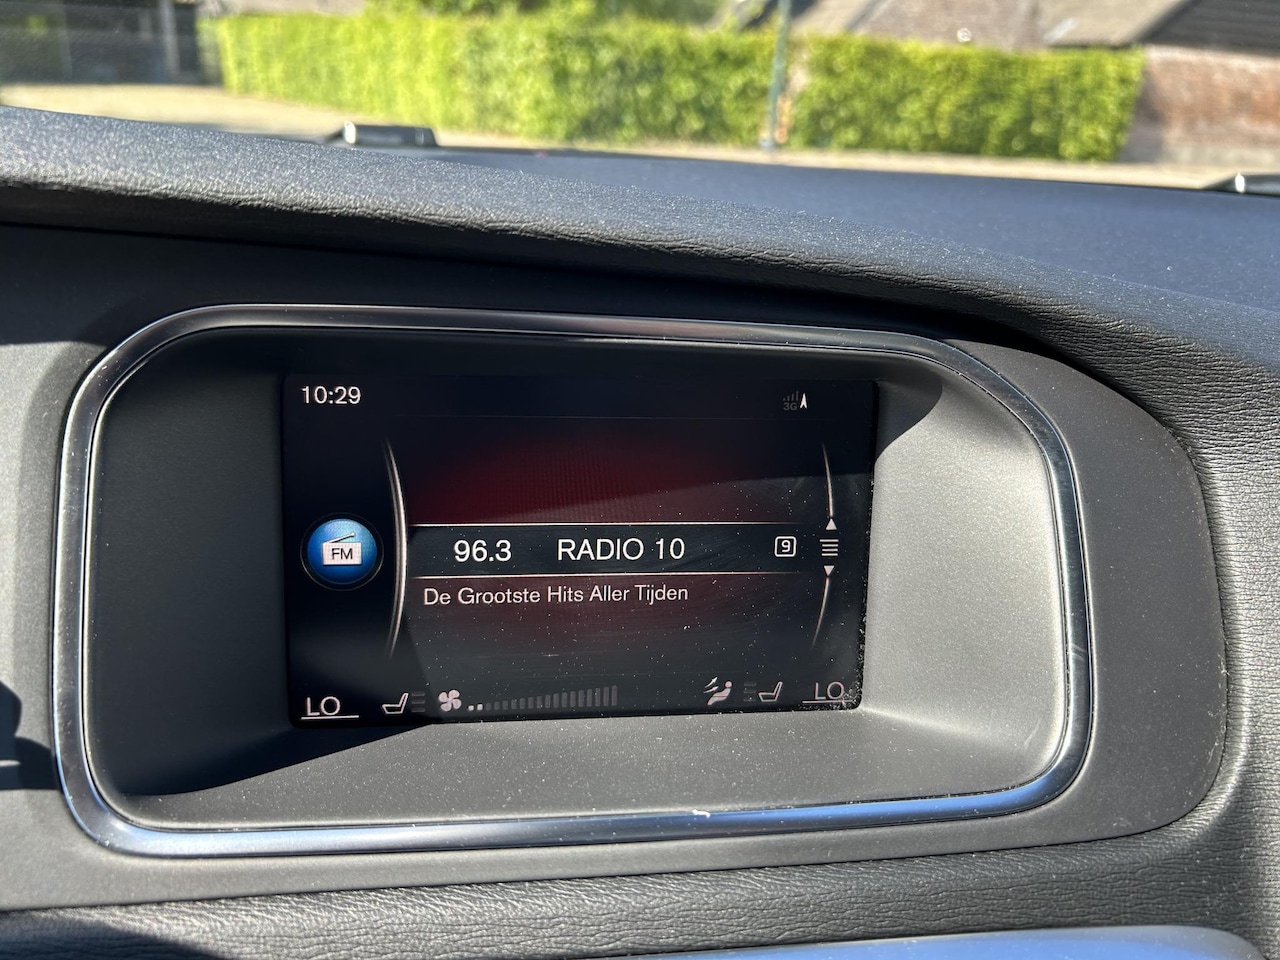 10:29
3G
96.3 RADIO 10 9
FM
De Grootste Hits Aller Tijden
LO LO